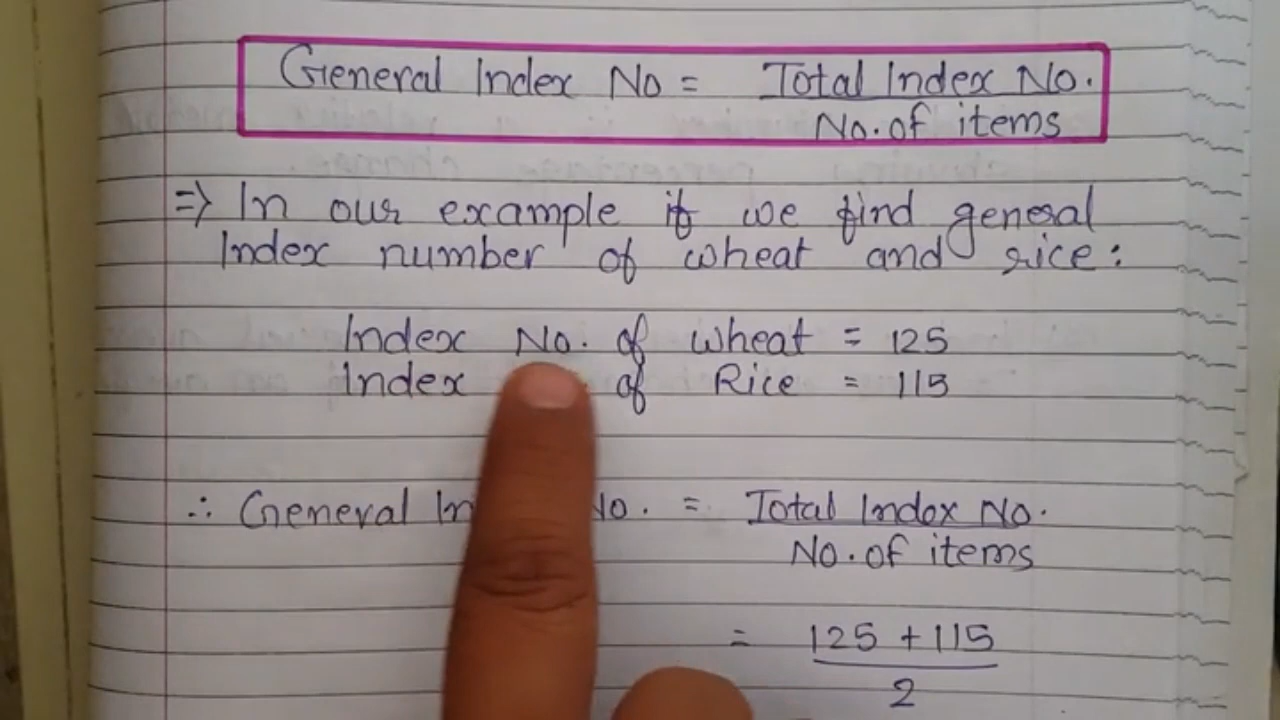 General Index No = Total Index No.
No. of items
=> In our example if we find general
Index number of wheat and rice:
Index No. of wheat = 125
Index of Rice = 115
∴ General In No. = Total Index No.
No. of items
= 125 + 115
2